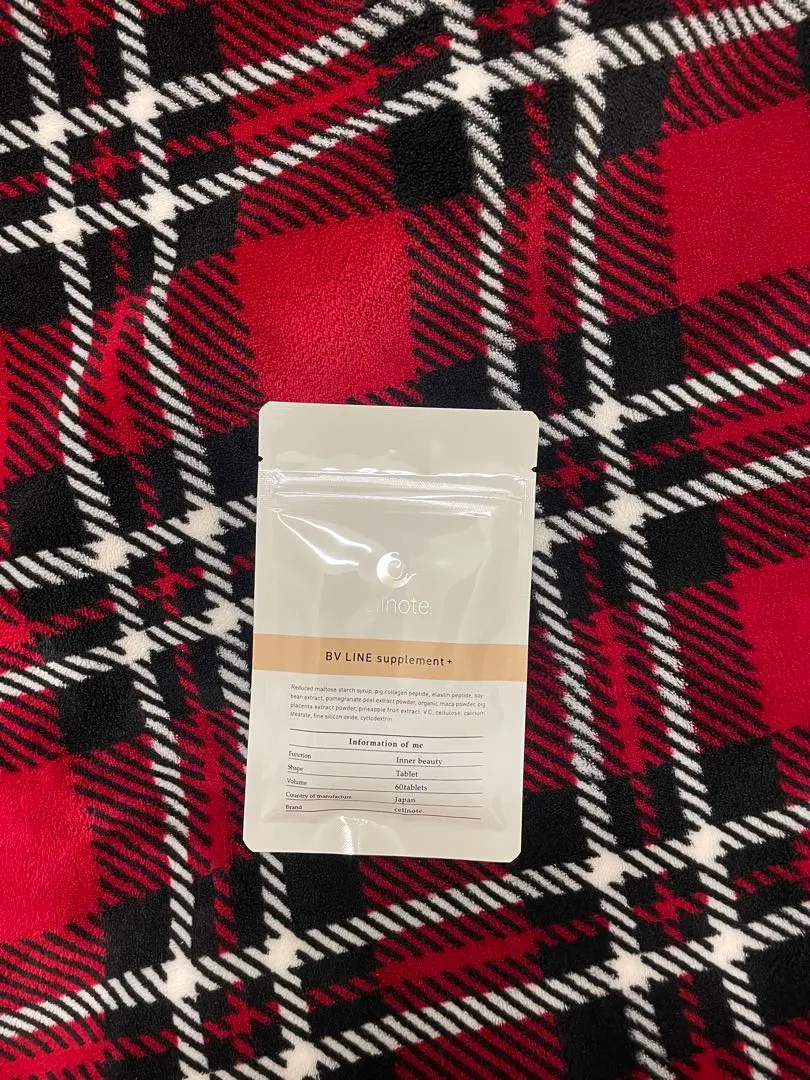 cellnote.
BV LINE supplement+
Reduced maltose starch syrup, pig collagen peptide, elastin peptide, soy-
bean extract, pomegranate peel extract powder, organic maca powder, pig
placenta extract powder, pineapple fruit extract, V.C, cellulose, calcium
stearate, fine silicon oxide, cyclodextrin
Information of me
Function Inner beauty
Shape Tablet
Volume 60tablets
Country of manufacture Japan
Brand cellnote.